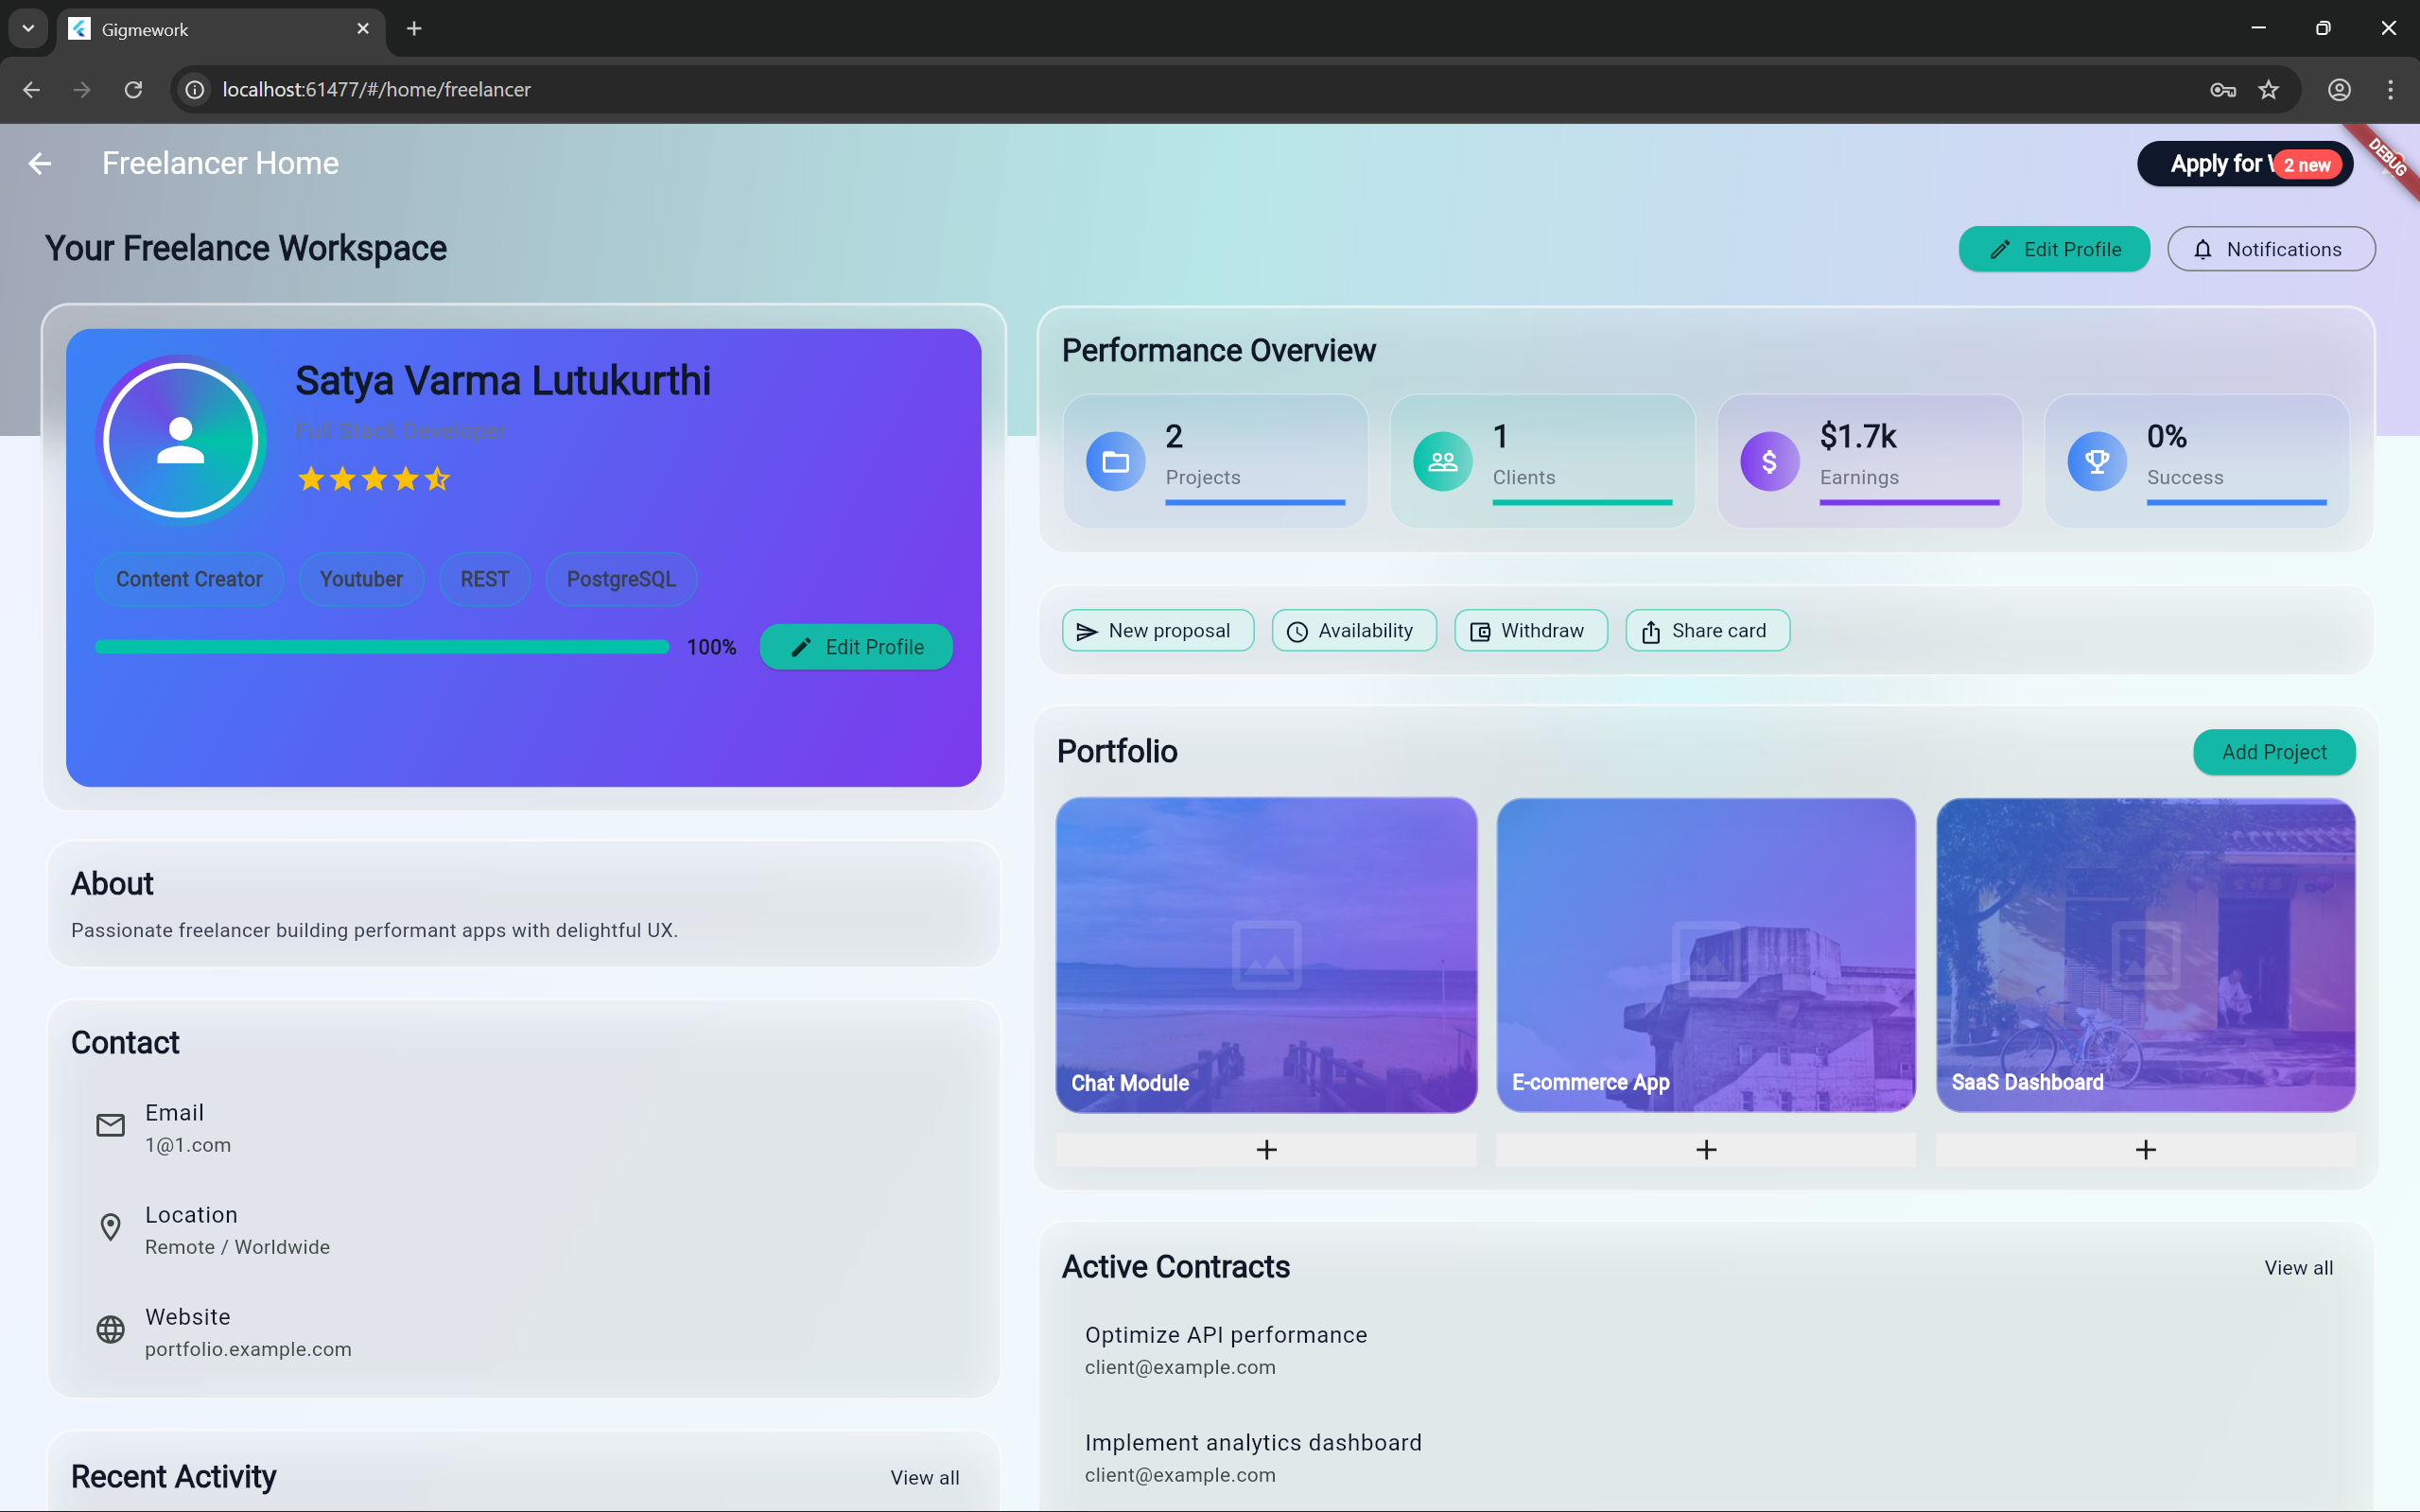 Gigmework
localhost:61477/#/home/freelancer
Freelancer Home
Apply for
2 new
DEBUG
Your Freelance Workspace
Edit Profile
Notifications
Satya Varma Lutukurthi
Full Stack Developer
Content Creator
Youtuber
REST
PostgreSQL
100%
Edit Profile
About
Passionate freelancer building performant apps with delightful UX.
Contact
Email
1@1.com
Location
Remote / Worldwide
Website
portfolio.example.com
Recent Activity
View all
Performance Overview
2
Projects
1
Clients
$1.7k
Earnings
0%
Success
New proposal
Availability
Withdraw
Share card
Portfolio
Add Project
Chat Module
E-commerce App
SaaS Dashboard
Active Contracts
View all
Optimize API performance
client@example.com
Implement analytics dashboard
client@example.com